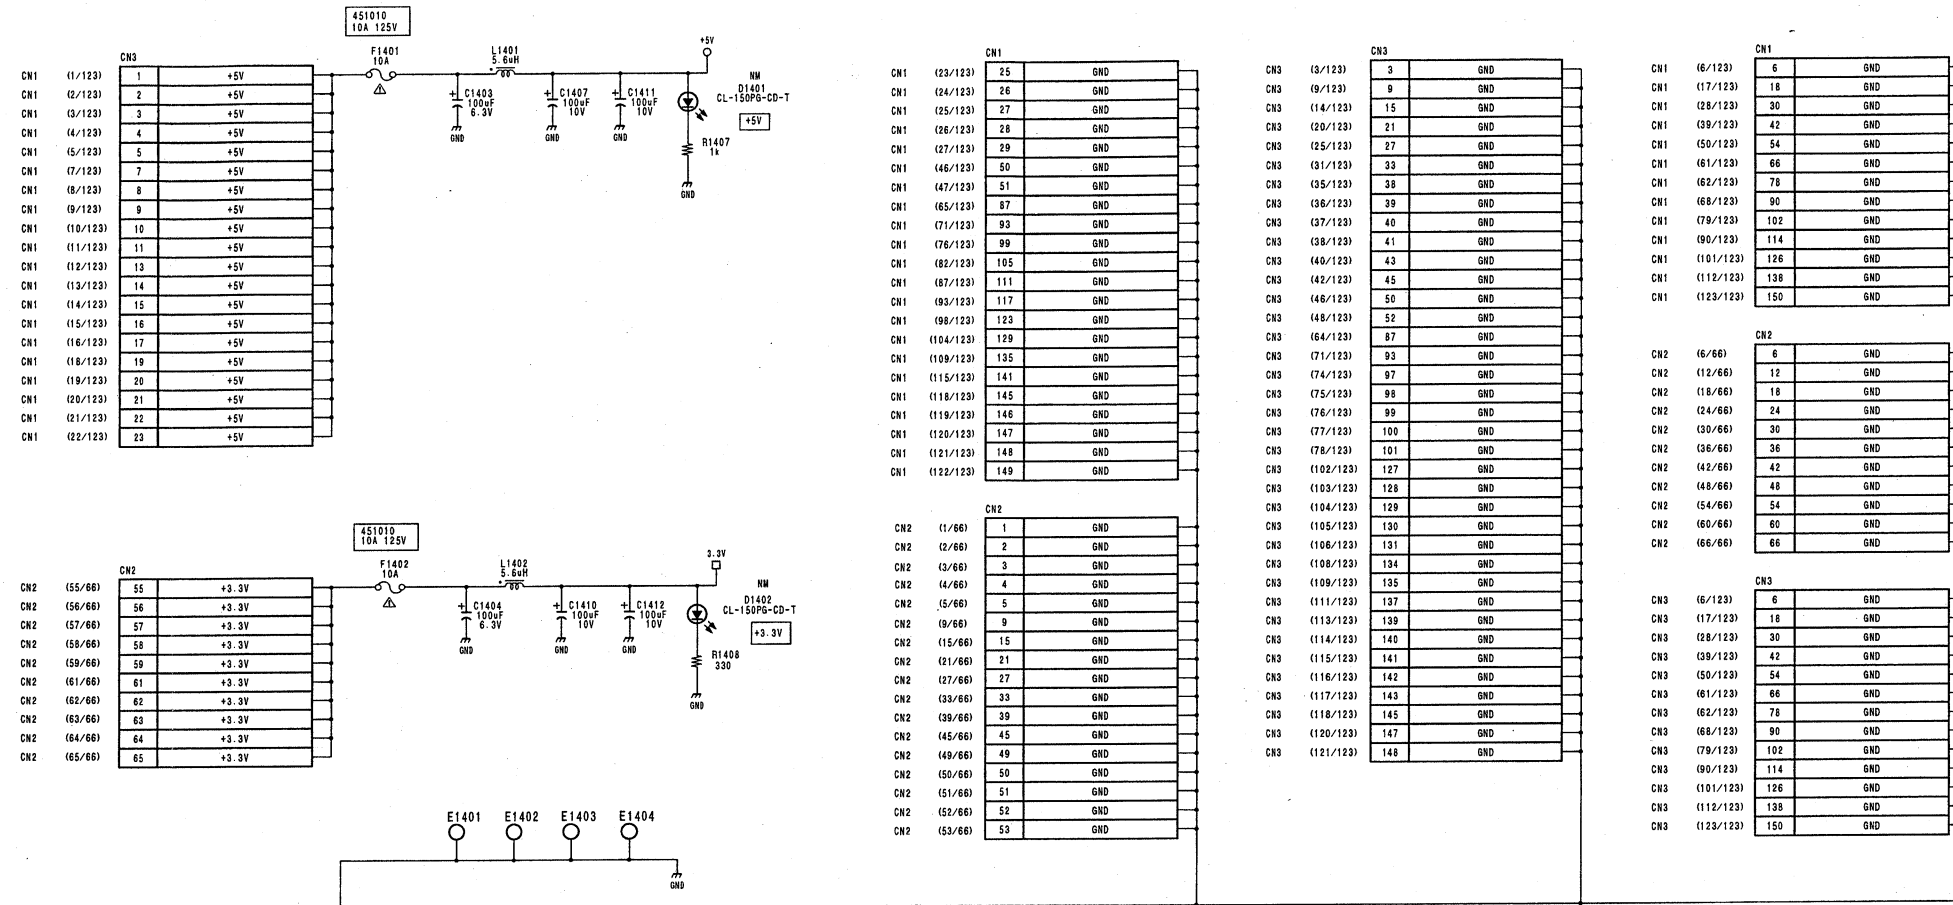 451010
10A 125V
F1401
10A
L1401
5.6uH
+5V
C1403
100uF
6.3V
C1407
100uF
10V
C1411
100uF
10V
NM
D1401
CL-150PG-CD-T
+5V
R1407
1k
GND
GND
GND
GND
CN3
CN1 (1/123) 1 +5V
CN1 (2/123) 2 +5V
CN1 (3/123) 3 +5V
CN1 (4/123) 4 +5V
CN1 (5/123) 5 +5V
CN1 (7/123) 7 +5V
CN1 (8/123) 8 +5V
CN1 (9/123) 9 +5V
CN1 (10/123) 10 +5V
CN1 (11/123) 11 +5V
CN1 (12/123) 13 +5V
CN1 (13/123) 14 +5V
CN1 (14/123) 15 +5V
CN1 (15/123) 16 +5V
CN1 (16/123) 17 +5V
CN1 (18/123) 19 +5V
CN1 (19/123) 20 +5V
CN1 (20/123) 21 +5V
CN1 (21/123) 22 +5V
CN1 (22/123) 23 +5V
451010
10A 125V
F1402
10A
L1402
5.6uH
3.3V
C1404
100uF
6.3V
C1410
100uF
10V
C1412
100uF
10V
NM
D1402
CL-150PG-CD-T
+3.3V
R1408
330
GND
GND
GND
GND
CN2
CN2 (55/66) 55 +3.3V
CN2 (56/66) 56 +3.3V
CN2 (57/66) 57 +3.3V
CN2 (58/66) 58 +3.3V
CN2 (59/66) 59 +3.3V
CN2 (61/66) 61 +3.3V
CN2 (62/66) 62 +3.3V
CN2 (63/66) 63 +3.3V
CN2 (64/66) 64 +3.3V
CN2 (65/66) 65 +3.3V
E1401 E1402 E1403 E1404
GND
CN1
CN1 (23/123) 25 GND
CN1 (24/123) 26 GND
CN1 (25/123) 27 GND
CN1 (26/123) 28 GND
CN1 (27/123) 29 GND
CN1 (46/123) 50 GND
CN1 (47/123) 51 GND
CN1 (65/123) 87 GND
CN1 (71/123) 93 GND
CN1 (76/123) 99 GND
CN1 (82/123) 105 GND
CN1 (87/123) 111 GND
CN1 (93/123) 117 GND
CN1 (98/123) 123 GND
CN1 (104/123) 129 GND
CN1 (109/123) 135 GND
CN1 (115/123) 141 GND
CN1 (118/123) 145 GND
CN1 (119/123) 146 GND
CN1 (120/123) 147 GND
CN1 (121/123) 148 GND
CN1 (122/123) 149 GND
CN2
CN2 (1/66) 1 GND
CN2 (2/66) 2 GND
CN2 (3/66) 3 GND
CN2 (4/66) 4 GND
CN2 (5/66) 5 GND
CN2 (9/66) 9 GND
CN2 (15/66) 15 GND
CN2 (21/66) 21 GND
CN2 (27/66) 27 GND
CN2 (33/66) 33 GND
CN2 (39/66) 39 GND
CN2 (45/66) 45 GND
CN2 (49/66) 49 GND
CN2 (50/66) 50 GND
CN2 (51/66) 51 GND
CN2 (52/66) 52 GND
CN2 (53/66) 53 GND
CN3
CN3 (3/123) 3 GND
CN3 (9/123) 9 GND
CN3 (14/123) 15 GND
CN3 (20/123) 21 GND
CN3 (25/123) 27 GND
CN3 (31/123) 33 GND
CN3 (35/123) 38 GND
CN3 (36/123) 39 GND
CN3 (37/123) 40 GND
CN3 (38/123) 41 GND
CN3 (40/123) 43 GND
CN3 (42/123) 45 GND
CN3 (46/123) 50 GND
CN3 (48/123) 52 GND
CN3 (64/123) 87 GND
CN3 (71/123) 93 GND
CN3 (74/123) 97 GND
CN3 (75/123) 98 GND
CN3 (76/123) 99 GND
CN3 (77/123) 100 GND
CN3 (78/123) 101 GND
CN3 (102/123) 127 GND
CN3 (103/123) 128 GND
CN3 (104/123) 129 GND
CN3 (105/123) 130 GND
CN3 (106/123) 131 GND
CN3 (108/123) 134 GND
CN3 (109/123) 135 GND
CN3 (111/123) 137 GND
CN3 (113/123) 139 GND
CN3 (114/123) 140 GND
CN3 (115/123) 141 GND
CN3 (116/123) 142 GND
CN3 (117/123) 143 GND
CN3 (118/123) 145 GND
CN3 (120/123) 147 GND
CN3 (121/123) 148 GND
CN1
CN1 (6/123) 6 GND
CN1 (17/123) 18 GND
CN1 (28/123) 30 GND
CN1 (39/123) 42 GND
CN1 (50/123) 54 GND
CN1 (61/123) 66 GND
CN1 (62/123) 78 GND
CN1 (68/123) 90 GND
CN1 (79/123) 102 GND
CN1 (90/123) 114 GND
CN1 (101/123) 126 GND
CN1 (112/123) 138 GND
CN1 (123/123) 150 GND
CN2
CN2 (6/66) 6 GND
CN2 (12/66) 12 GND
CN2 (18/66) 18 GND
CN2 (24/66) 24 GND
CN2 (30/66) 30 GND
CN2 (36/66) 36 GND
CN2 (42/66) 42 GND
CN2 (48/66) 48 GND
CN2 (54/66) 54 GND
CN2 (60/66) 60 GND
CN2 (66/66) 66 GND
CN3
CN3 (6/123) 6 GND
CN3 (17/123) 18 GND
CN3 (28/123) 30 GND
CN3 (39/123) 42 GND
CN3 (50/123) 54 GND
CN3 (61/123) 66 GND
CN3 (62/123) 78 GND
CN3 (68/123) 90 GND
CN3 (79/123) 102 GND
CN3 (90/123) 114 GND
CN3 (101/123) 126 GND
CN3 (112/123) 138 GND
CN3 (123/123) 150 GND